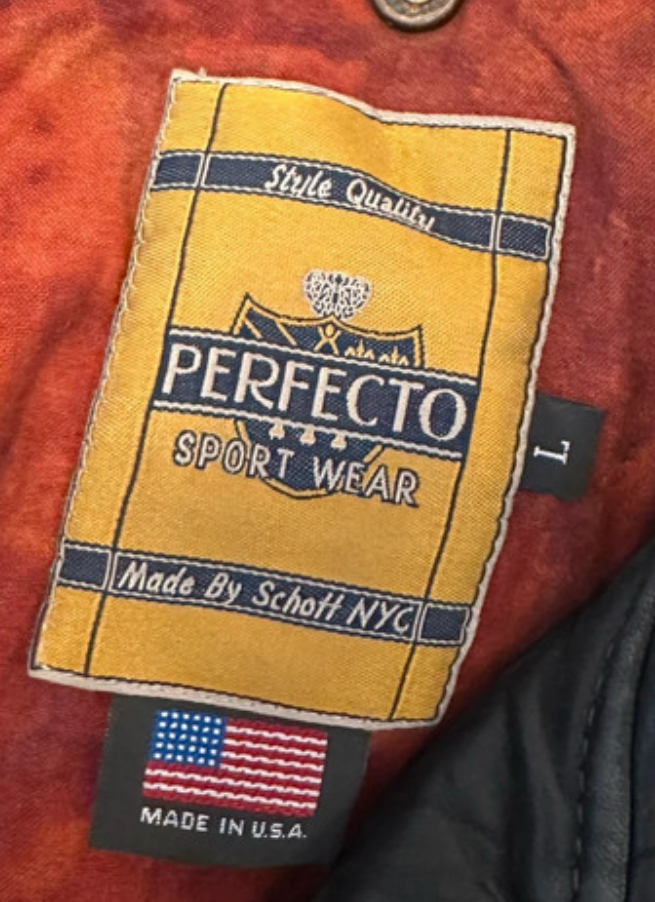 Style Quality
PERFECTO
SPORT WEAR
L
Made By Schott NYC
MADE IN U.S.A.